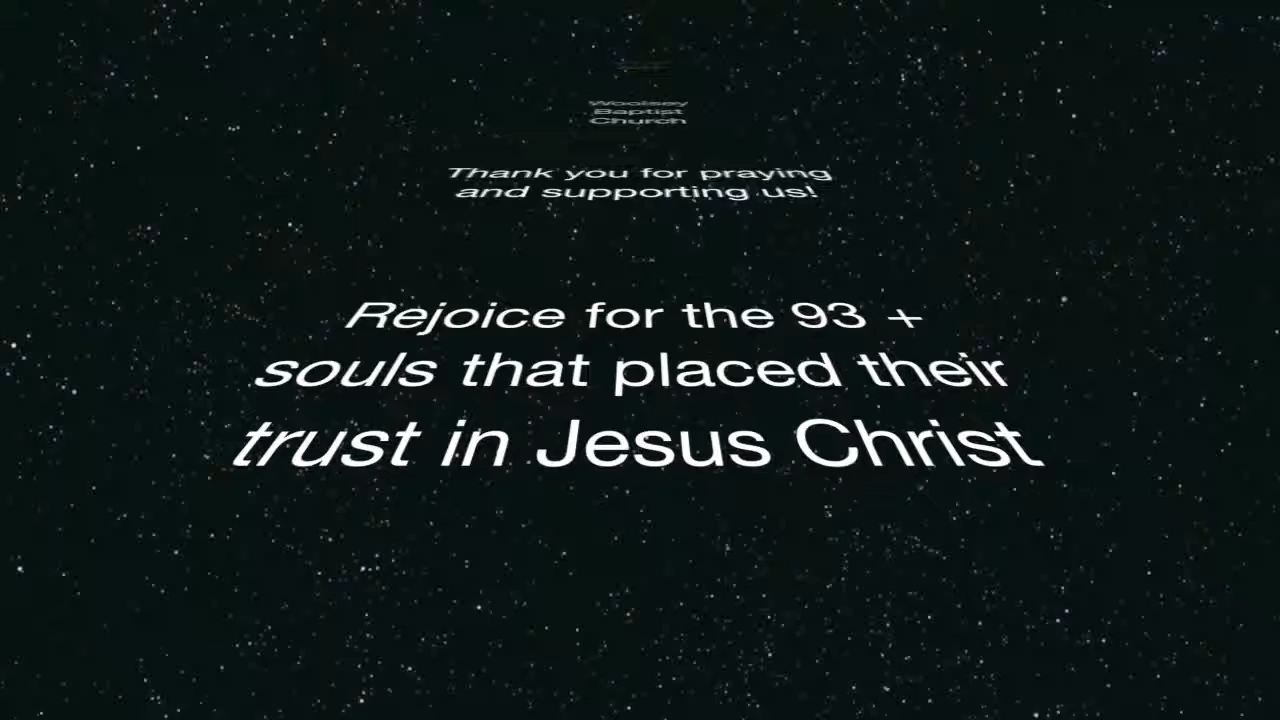 Woolsey
Baptist
Church
Thank you for praying
and supporting us!
Rejoice for the 93 +
souls that placed their
trust in Jesus Christ